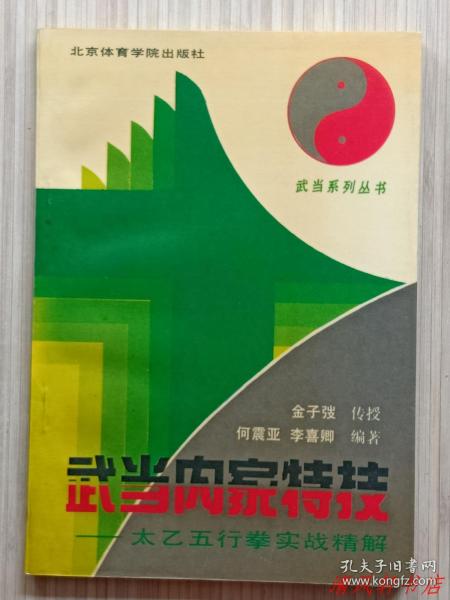 北京体育学院出版社
武当系列丛书
金子弢 传授
何震亚 李喜卿 编著
武当内家特技
——太乙五行拳实战精解
孔夫子旧书网
www.kongfz.com